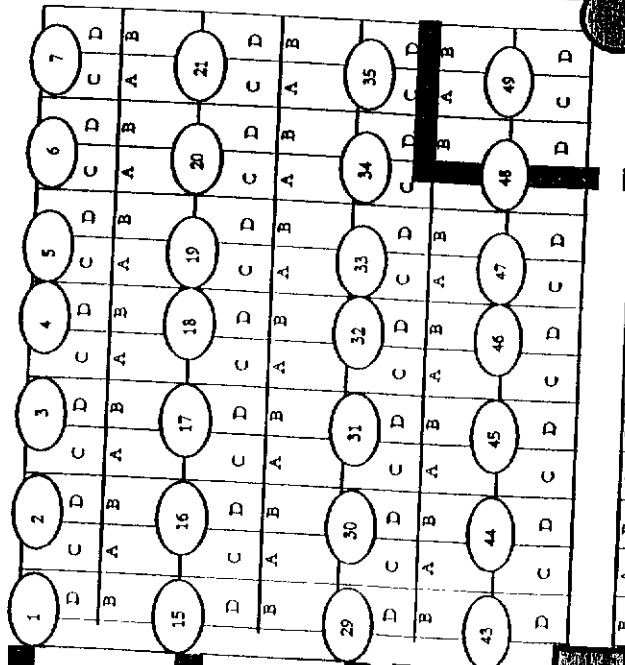 1 2 3 4 5 6 7
D C D C D C D C D C D C D
B A B A B A B A B A B A B
15 16 17 18 19 20 21
D C D C D C D C D C D C D
B A B A B A B A B A B A B
29 30 31 32 33 34 35
D C D C D C D C D C D C D
B A B A B A B A B B A B
43 44 45 46 47 48 49
D C D C D C D C D D C D